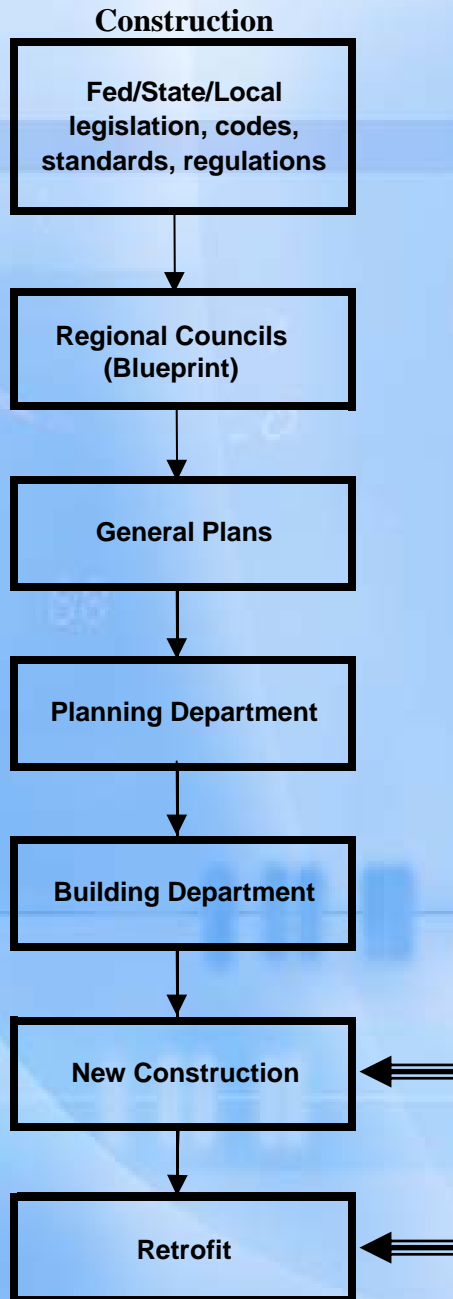 Construction
Fed/State/Local
legislation, codes,
standards, regulations
Regional Councils
(Blueprint)
General Plans
Planning Department
Building Department
New Construction
Retrofit